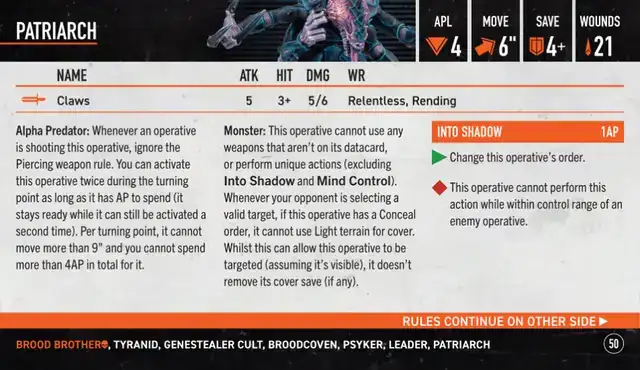 PATRIARCH
APL MOVE SAVE WOUNDS
4 6" 4+ 21
NAME ATK HIT DMG WR
Claws 5 3+ 5/6 Relentless, Rending
Alpha Predator: Whenever an operative
is shooting this operative, ignore the
Piercing weapon rule. You can activate
this operative twice during the turning
point as long as it has AP to spend (it
stays ready while it can still be activated a
second time). Per turning point, it cannot
move more than 9" and you cannot spend
more than 4AP in total for it.
Monster: This operative cannot use any
weapons that aren't on its datacard,
or perform unique actions (excluding
Into Shadow and Mind Control).
Whenever your opponent is selecting a
valid target, if this operative has a Conceal
order, it cannot use Light terrain for cover.
Whilst this can allow this operative to be
targeted (assuming it's visible), it doesn't
remove its cover save (if any).
INTO SHADOW 1AP
Change this operative's order.
This operative cannot perform this
action while within control range of an
enemy operative.
RULES CONTINUE ON OTHER SIDE
BROOD BROTHER, TYRANID, GENESTEALER CULT, BROODCOVEN, PSYKER, LEADER, PATRIARCH
50